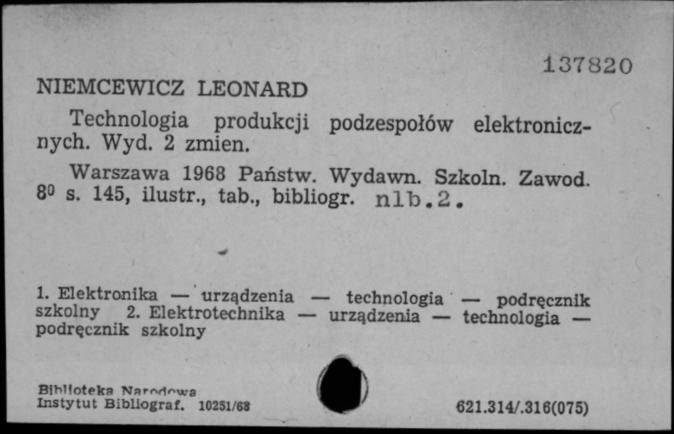 137820
NIEMCEWICZ LEONARD
Technologia produkcji podzespołów elektronicz-
nych. Wyd. 2 zmien.
Warszawa 1968 Państw. Wydawn. Szkoln. Zawod.
8⁰ s. 145, ilustr., tab., bibliogr. nlb.2.
1. Elektronika — urządzenia — technologia — podręcznik
szkolny 2. Elektrotechnika — urządzenia — technologia —
podręcznik szkolny
Biblioteka Narodowa
Instytut Bibliograf. 10251/68
621.314/.316(075)